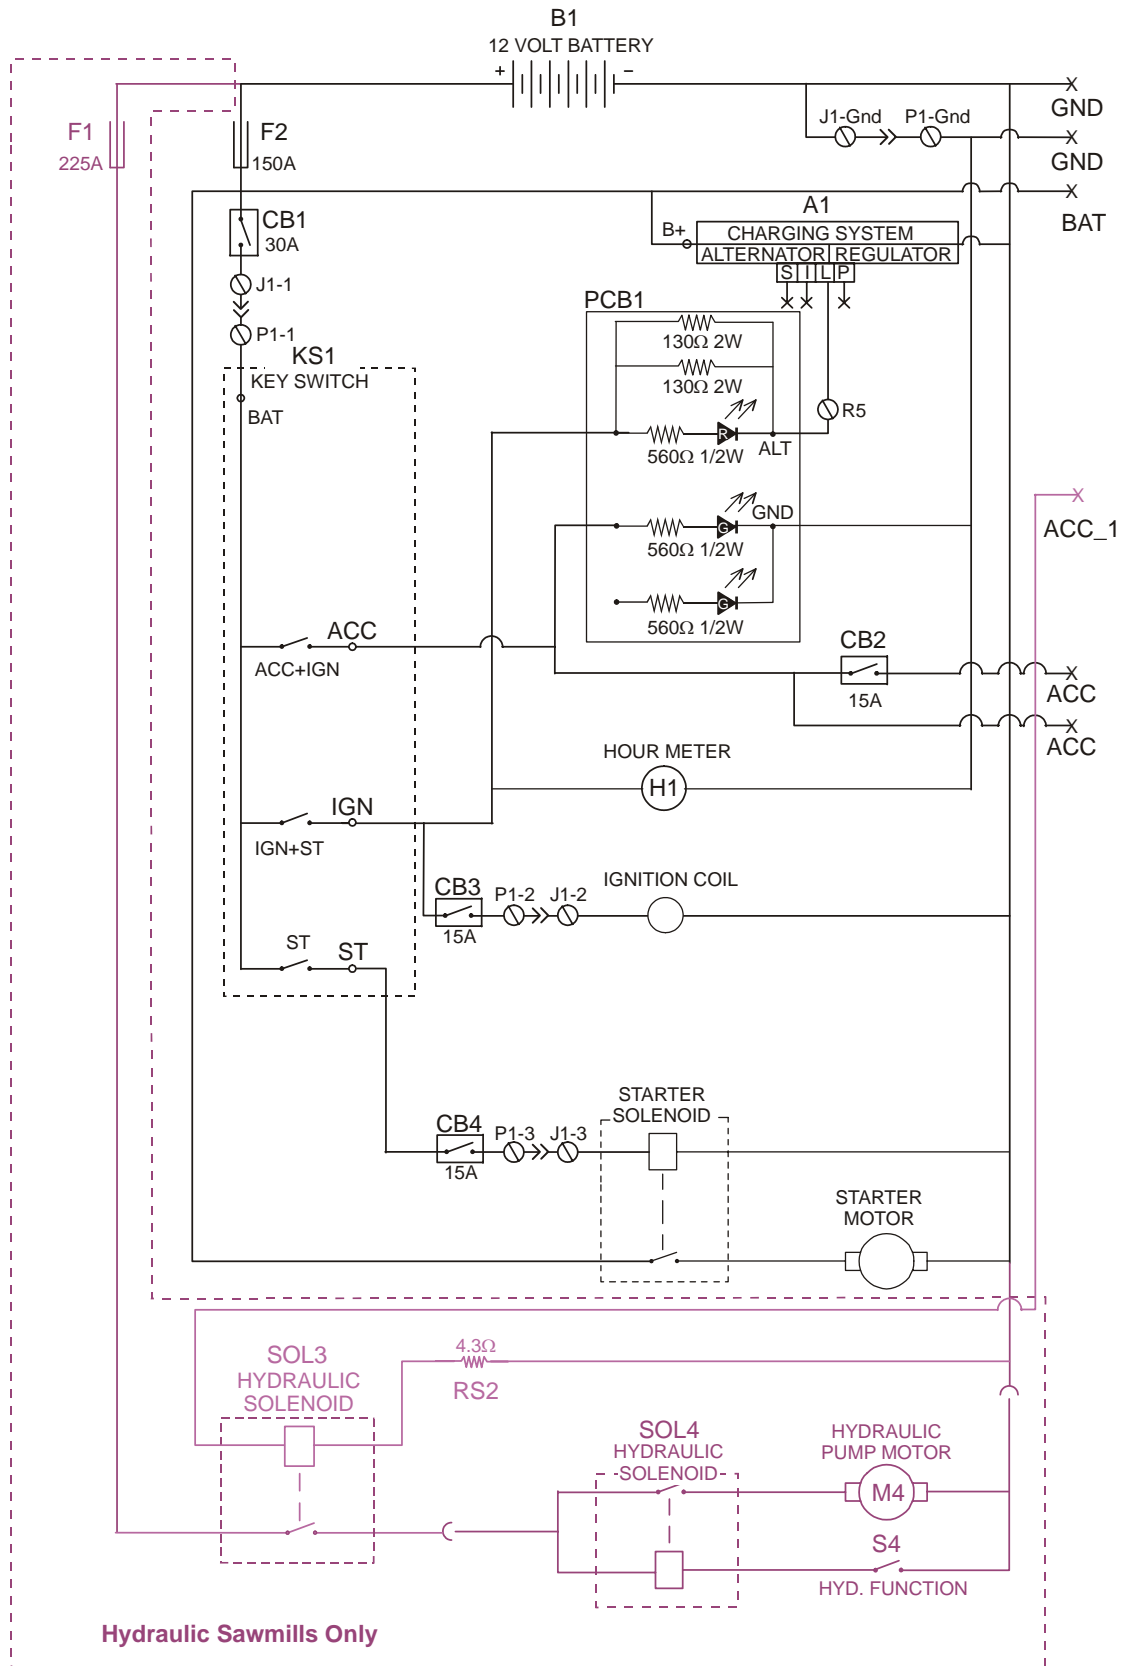 B1
12 VOLT BATTERY
+
−
X
GND
J1-Gnd
P1-Gnd
X
GND
F1
225A
F2
150A
X
BAT
A1
B+
CHARGING SYSTEM
ALTERNATOR
REGULATOR
S
I
L
P
CB1
30A
J1-1
P1-1
KS1
KEY SWITCH
BAT
PCB1
130Ω 2W
130Ω 2W
R5
R
ALT
560Ω 1/2W
GND
G
560Ω 1/2W
G
560Ω 1/2W
X
ACC_1
ACC
ACC+IGN
CB2
15A
X
ACC
X
ACC
HOUR METER
H1
IGN
IGN+ST
CB3
15A
P1-2
J1-2
IGNITION COIL
ST
ST
STARTER
SOLENOID
CB4
15A
P1-3
J1-3
STARTER
MOTOR
4.3Ω
RS2
SOL3
HYDRAULIC
SOLENOID
SOL4
HYDRAULIC
SOLENOID
HYDRAULIC
PUMP MOTOR
M4
S4
HYD. FUNCTION
Hydraulic Sawmills Only